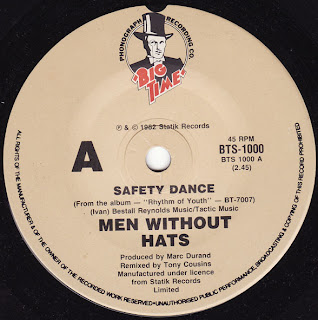 PHONOGRAPH RECORDING CO.
"BIG TIME"
℗ & © 1982 Statik Records
45 RPM
BTS-1000
BTS 1000 A
(2.45)
A
SAFETY DANCE
(From the album — "Rhythm of Youth" — BT-7007)
(Ivan) Bestall Reynolds Music/Tactic Music
MEN WITHOUT
HATS
Produced by Marc Durand
Remixed by Tony Cousins
Manufactured under licence
from Statik Records
Limited
ALL RIGHTS OF THE MANUFACTURER & OF THE OWNER OF THE RECORDED WORK RESERVED•UNAUTHORISED PUBLIC PERFORMANCE, BROADCASTING & COPYING OF THIS RECORD PROHIBITED